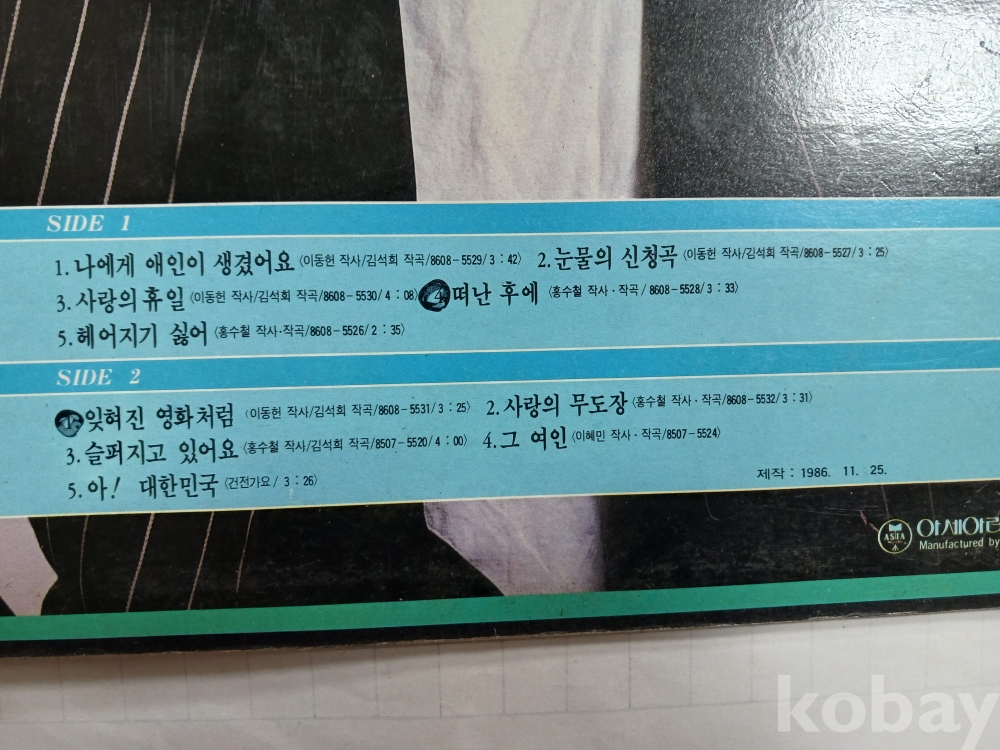 SIDE 1
1. 나에게 애인이 생겼어요 〈이동헌 작사/김석희 작곡/8608-5529/3 : 42〉 2. 눈물의 신청곡 〈이동헌 작사/김석희 작곡/8608-5527/3 : 25〉
3. 사랑의 휴일 〈이동헌 작사/김석희 작곡/8608-5530/4 : 08〉 4 떠난 후에 〈홍수철 작사·작곡/8608-5528/3 : 33〉
5. 헤어지기 싫어 〈홍수철 작사·작곡/8608-5526/2 : 35〉
SIDE 2
1. 잊혀진 영화처럼 〈이동헌 작사/김석희 작곡/8608-5531/3 : 25〉 2. 사랑의 무도장 〈홍수철 작사·작곡/8608-5532/3 : 31〉
3. 슬퍼지고 있어요 〈홍수철 작사/김석희 작곡/8507-5520/4 : 00〉 4. 그 여인 〈이혜민 작사·작곡/8507-5524〉
5. 아! 대한민국 〈건전가요/3 : 26〉
제작 : 1986. 11. 25.
ASIA 아세아
Manufactured by
kobay